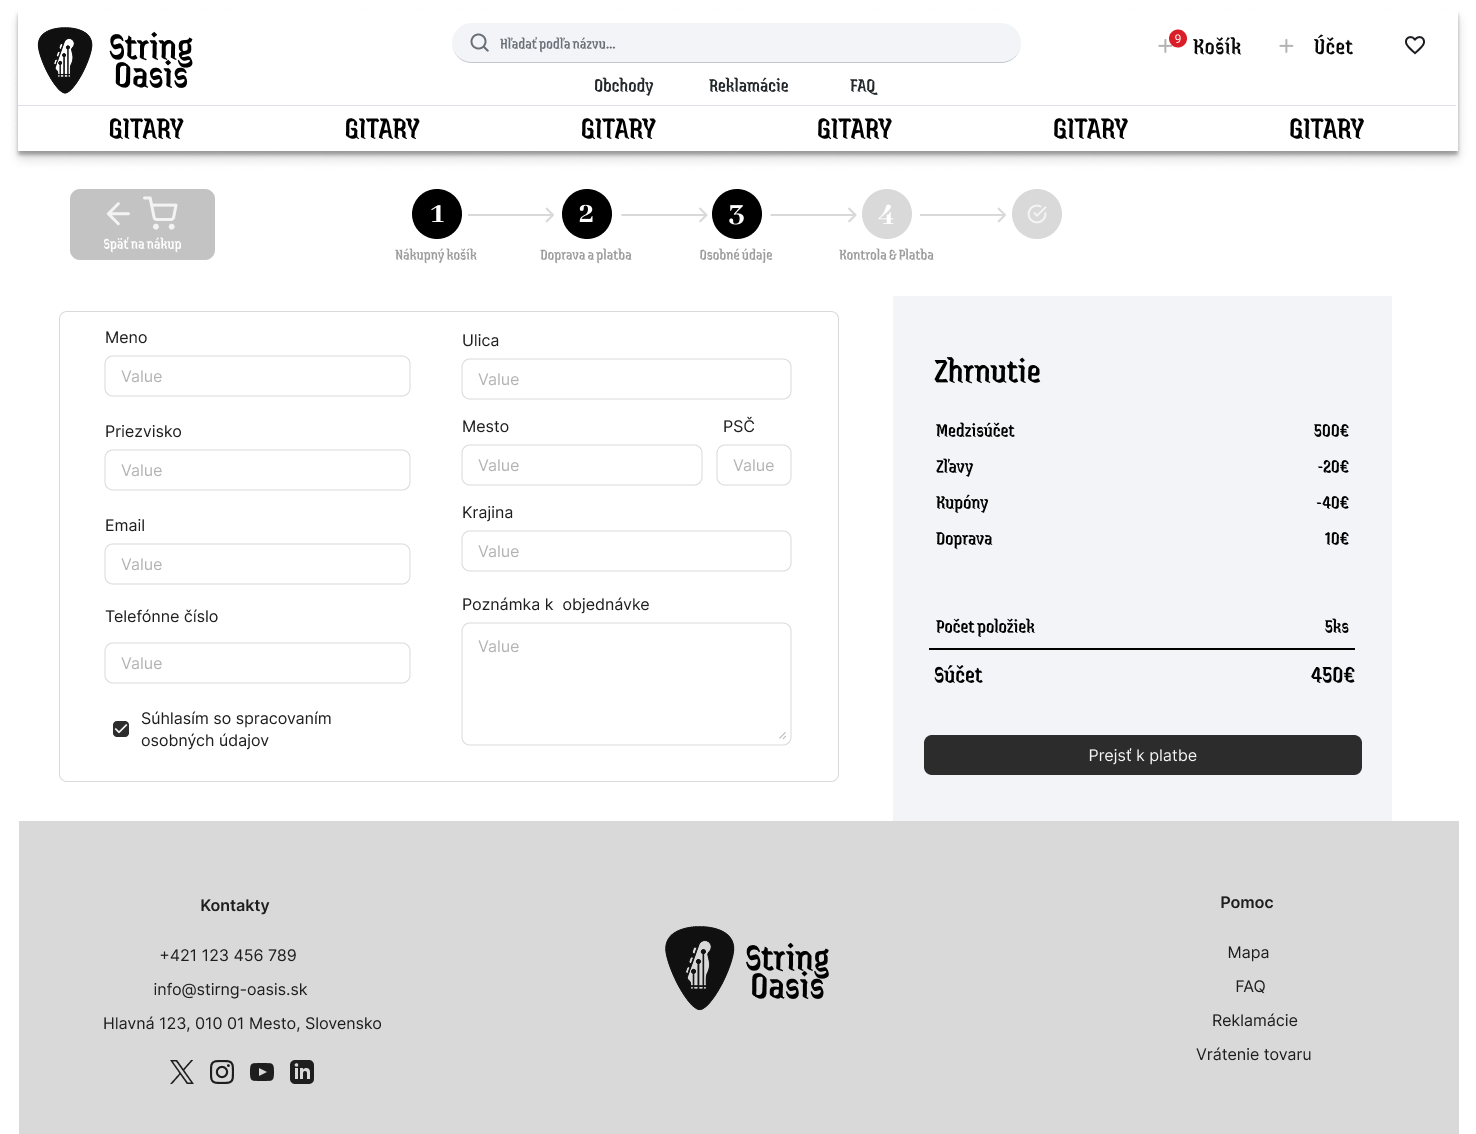 String
Oasis
Hľadať podľa názvu...
9
Košík
Účet
Obchody
Reklamácie
FAQ
GITARY GITARY GITARY GITARY GITARY GITARY
Späť na nákup
1
2
3
4
Nákupný košík
Doprava a platba
Osobné údaje
Kontrola & Platba
Meno
Value
Priezvisko
Value
Email
Value
Telefónne číslo
Value
Súhlasím so spracovaním
osobných údajov
Ulica
Value
Mesto
Value
PSČ
Value
Krajina
Value
Poznámka k  objednávke
Value
Zhrnutie
Medzisúčet 500€
Zľavy -20€
Kupóny -40€
Doprava 10€
Počet položiek 5ks
Súčet 450€
Prejsť k platbe
Kontakty
+421 123 456 789
info@stirng-oasis.sk
Hlavná 123, 010 01 Mesto, Slovensko
in
String
Oasis
Pomoc
Mapa
FAQ
Reklamácie
Vrátenie tovaru